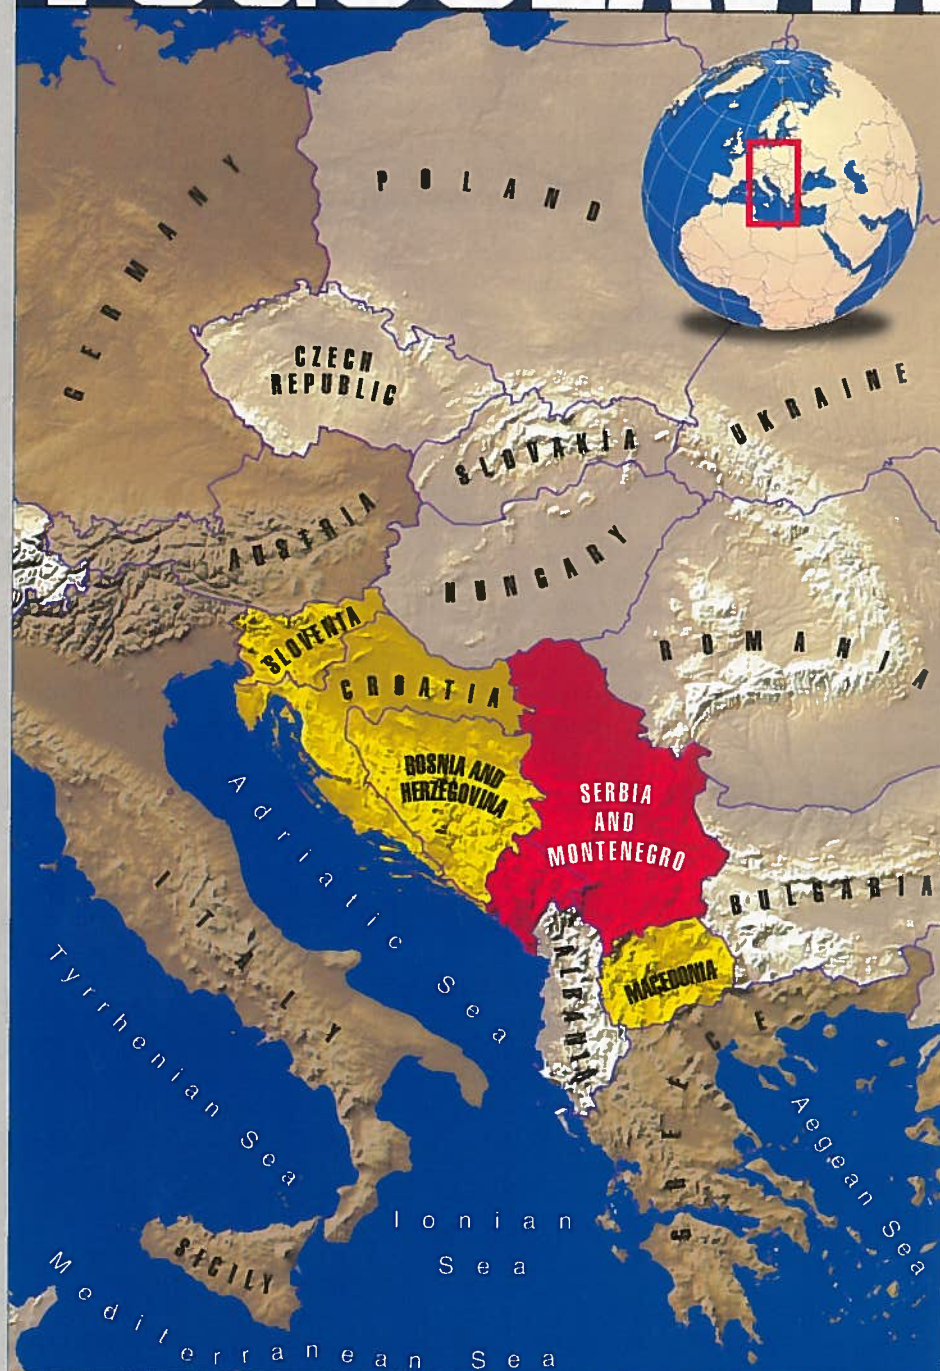 GERMANY
POLAND
CZECH
REPUBLIC
UKRAINE
SLOVAKIA
AUSTRIA
HUNGARY
SLOVENIA
ROMANIA
CROATIA
BOSNIA AND
HERZEGOVINA
SERBIA
AND
MONTENEGRO
BULGARIA
ITALY
Adriatic Sea
ALBANIA
MACEDONIA
GREECE
Tyrrhenian Sea
Aegean Sea
Ionian
Sea
SICILY
Mediterranean Sea